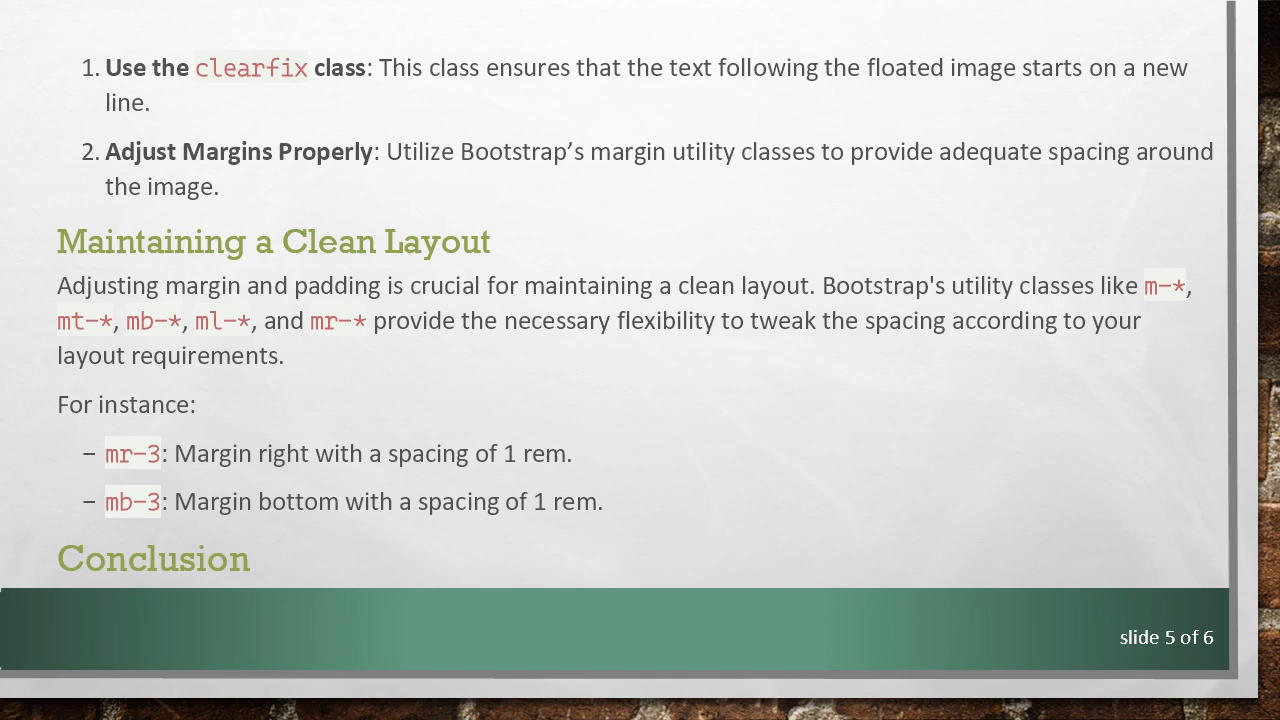 1. Use the clearfix class: This class ensures that the text following the floated image starts on a new
line.
2. Adjust Margins Properly: Utilize Bootstrap’s margin utility classes to provide adequate spacing around
the image.
Maintaining a Clean Layout
Adjusting margin and padding is crucial for maintaining a clean layout. Bootstrap's utility classes like m-*,
mt-*, mb-*, ml-*, and mr-* provide the necessary flexibility to tweak the spacing according to your
layout requirements.
For instance:
– mr-3: Margin right with a spacing of 1 rem.
– mb-3: Margin bottom with a spacing of 1 rem.
Conclusion
slide 5 of 6